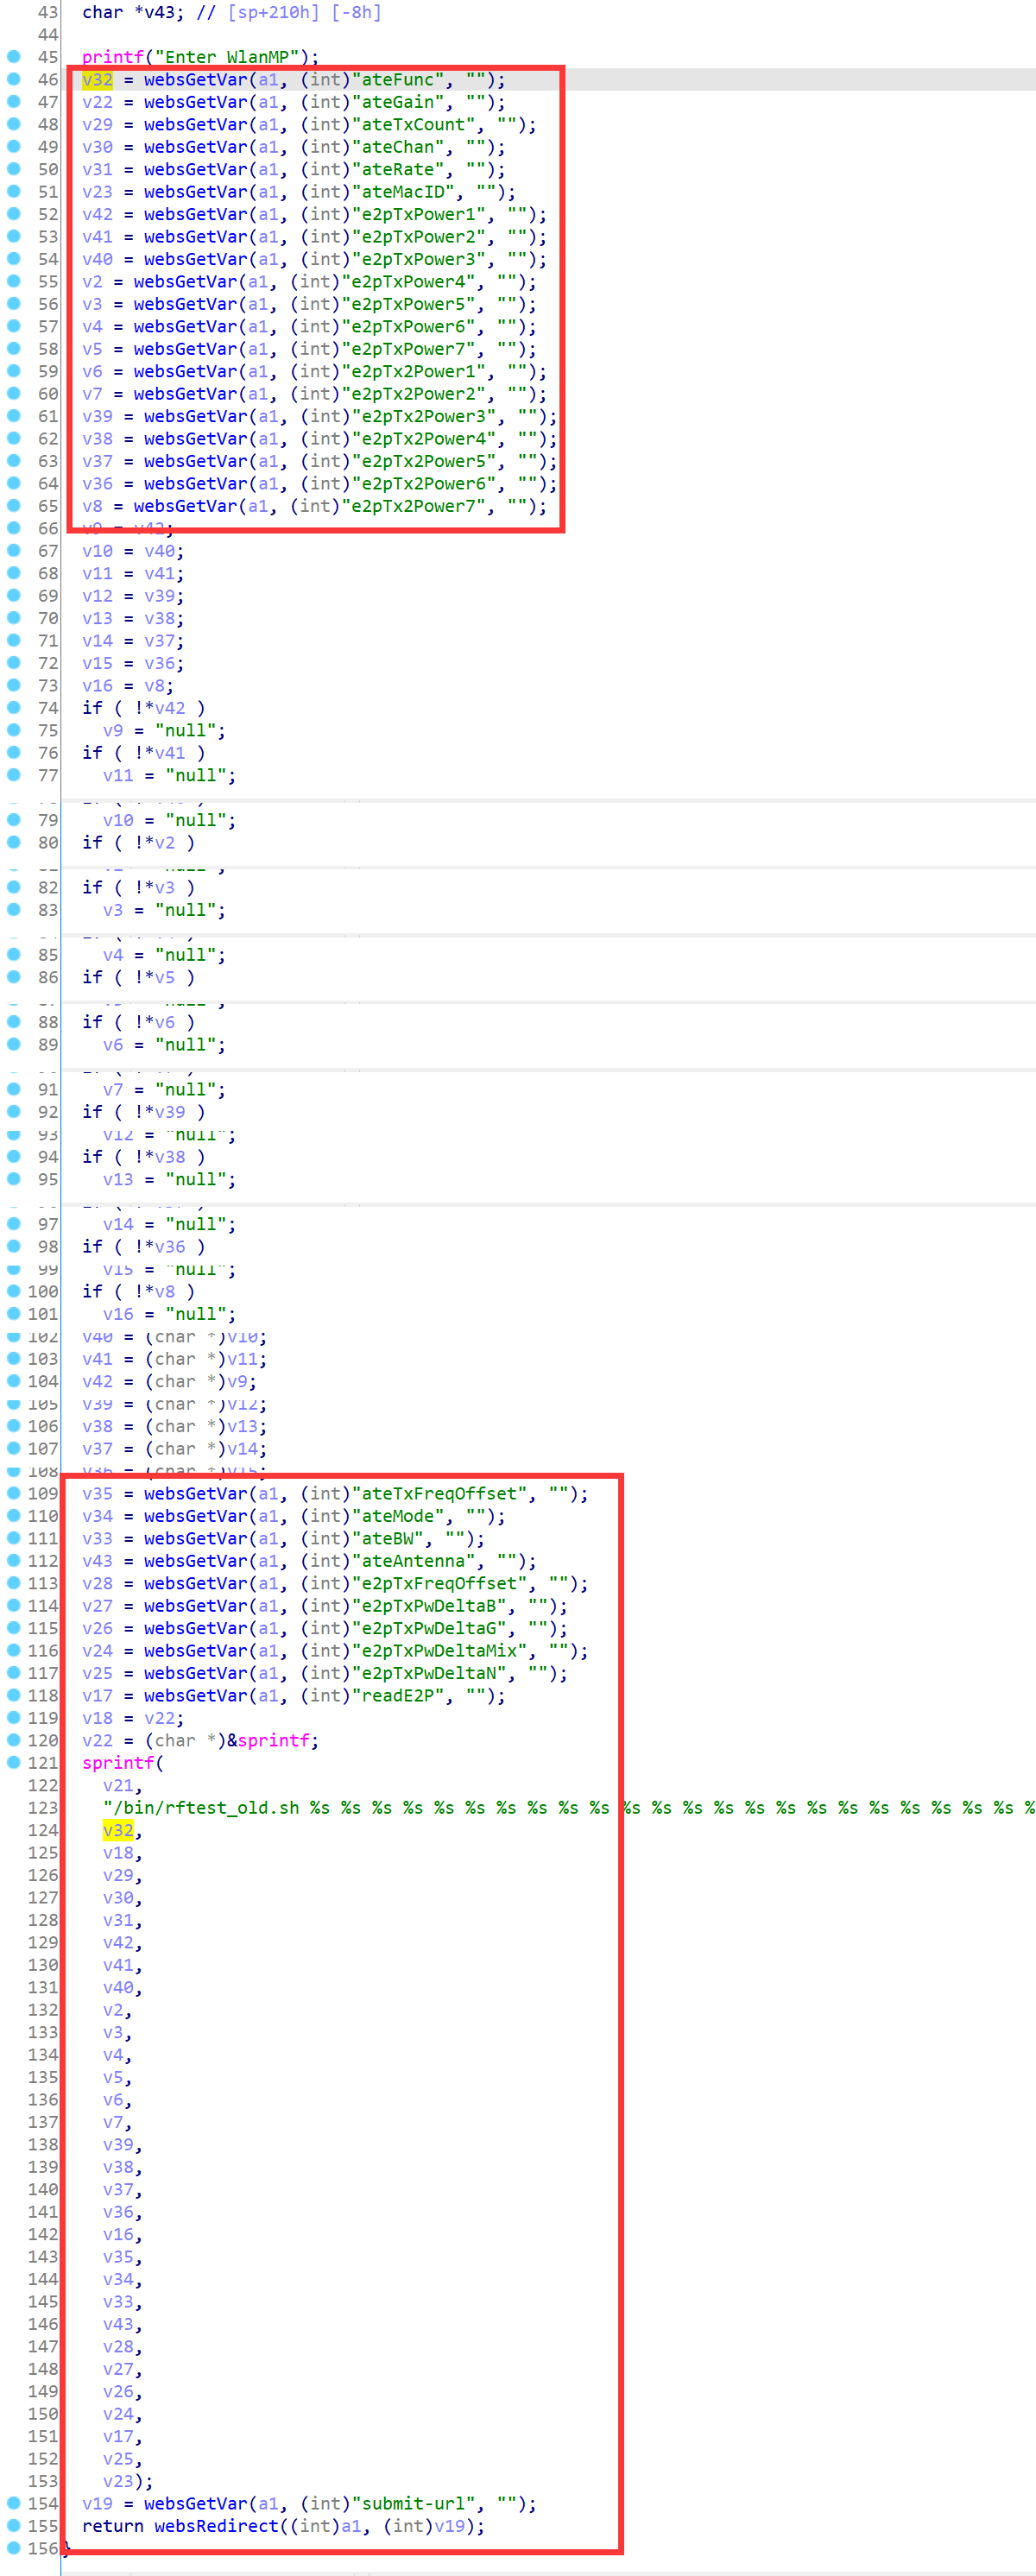 43 char *v43; // [sp+210h] [-8h]
44
45 printf("Enter WlanMP");
46 v32 = websGetVar(a1, (int)"ateFunc", "");
47 v22 = websGetVar(a1, (int)"ateGain", "");
48 v29 = websGetVar(a1, (int)"ateTxCount", "");
49 v30 = websGetVar(a1, (int)"ateChan", "");
50 v31 = websGetVar(a1, (int)"ateRate", "");
51 v23 = websGetVar(a1, (int)"ateMacID", "");
52 v42 = websGetVar(a1, (int)"e2pTxPower1", "");
53 v41 = websGetVar(a1, (int)"e2pTxPower2", "");
54 v40 = websGetVar(a1, (int)"e2pTxPower3", "");
55 v2 = websGetVar(a1, (int)"e2pTxPower4", "");
56 v3 = websGetVar(a1, (int)"e2pTxPower5", "");
57 v4 = websGetVar(a1, (int)"e2pTxPower6", "");
58 v5 = websGetVar(a1, (int)"e2pTxPower7", "");
59 v6 = websGetVar(a1, (int)"e2pTx2Power1", "");
60 v7 = websGetVar(a1, (int)"e2pTx2Power2", "");
61 v39 = websGetVar(a1, (int)"e2pTx2Power3", "");
62 v38 = websGetVar(a1, (int)"e2pTx2Power4", "");
63 v37 = websGetVar(a1, (int)"e2pTx2Power5", "");
64 v36 = websGetVar(a1, (int)"e2pTx2Power6", "");
65 v8 = websGetVar(a1, (int)"e2pTx2Power7", "");
66 v9 = v42;
67 v10 = v40;
68 v11 = v41;
69 v12 = v39;
70 v13 = v38;
71 v14 = v37;
72 v15 = v36;
73 v16 = v8;
74 if ( !*v42 )
75 v9 = "null";
76 if ( !*v41 )
77 v11 = "null";
79 v10 = "null";
80 if ( !*v2 )
82 if ( !*v3 )
83 v3 = "null";
85 v4 = "null";
86 if ( !*v5 )
88 if ( !*v6 )
89 v6 = "null";
91 v7 = "null";
92 if ( !*v39 )
93 v12 = "null";
94 if ( !*v38 )
95 v13 = "null";
97 v14 = "null";
98 if ( !*v36 )
99 v15 = "null";
100 if ( !*v8 )
101 v16 = "null";
102 v40 = (char *)v10;
103 v41 = (char *)v11;
104 v42 = (char *)v9;
105 v39 = (char *)v12;
106 v38 = (char *)v13;
107 v37 = (char *)v14;
108 v36 = (char *)v15;
109 v35 = websGetVar(a1, (int)"ateTxFreqOffset", "");
110 v34 = websGetVar(a1, (int)"ateMode", "");
111 v33 = websGetVar(a1, (int)"ateBW", "");
112 v43 = websGetVar(a1, (int)"ateAntenna", "");
113 v28 = websGetVar(a1, (int)"e2pTxFreqOffset", "");
114 v27 = websGetVar(a1, (int)"e2pTxPwDeltaB", "");
115 v26 = websGetVar(a1, (int)"e2pTxPwDeltaG", "");
116 v24 = websGetVar(a1, (int)"e2pTxPwDeltaMix", "");
117 v25 = websGetVar(a1, (int)"e2pTxPwDeltaN", "");
118 v17 = websGetVar(a1, (int)"readE2P", "");
119 v18 = v22;
120 v22 = (char *)&sprintf;
121 sprintf(
122 v21,
123 "/bin/rftest_old.sh %s %s %s %s %s %s %s %s %s %s %s %s %s %s %s %s %s %s %s %s %s %s %s %
124 v32,
125 v18,
126 v29,
127 v30,
128 v31,
129 v42,
130 v41,
131 v40,
132 v2,
133 v3,
134 v4,
135 v5,
136 v6,
137 v7,
138 v39,
139 v38,
140 v37,
141 v36,
142 v16,
143 v35,
144 v34,
145 v33,
146 v43,
147 v28,
148 v27,
149 v26,
150 v24,
151 v17,
152 v25,
153 v23);
154 v19 = websGetVar(a1, (int)"submit-url", "");
155 return websRedirect((int)a1, (int)v19);
156 }